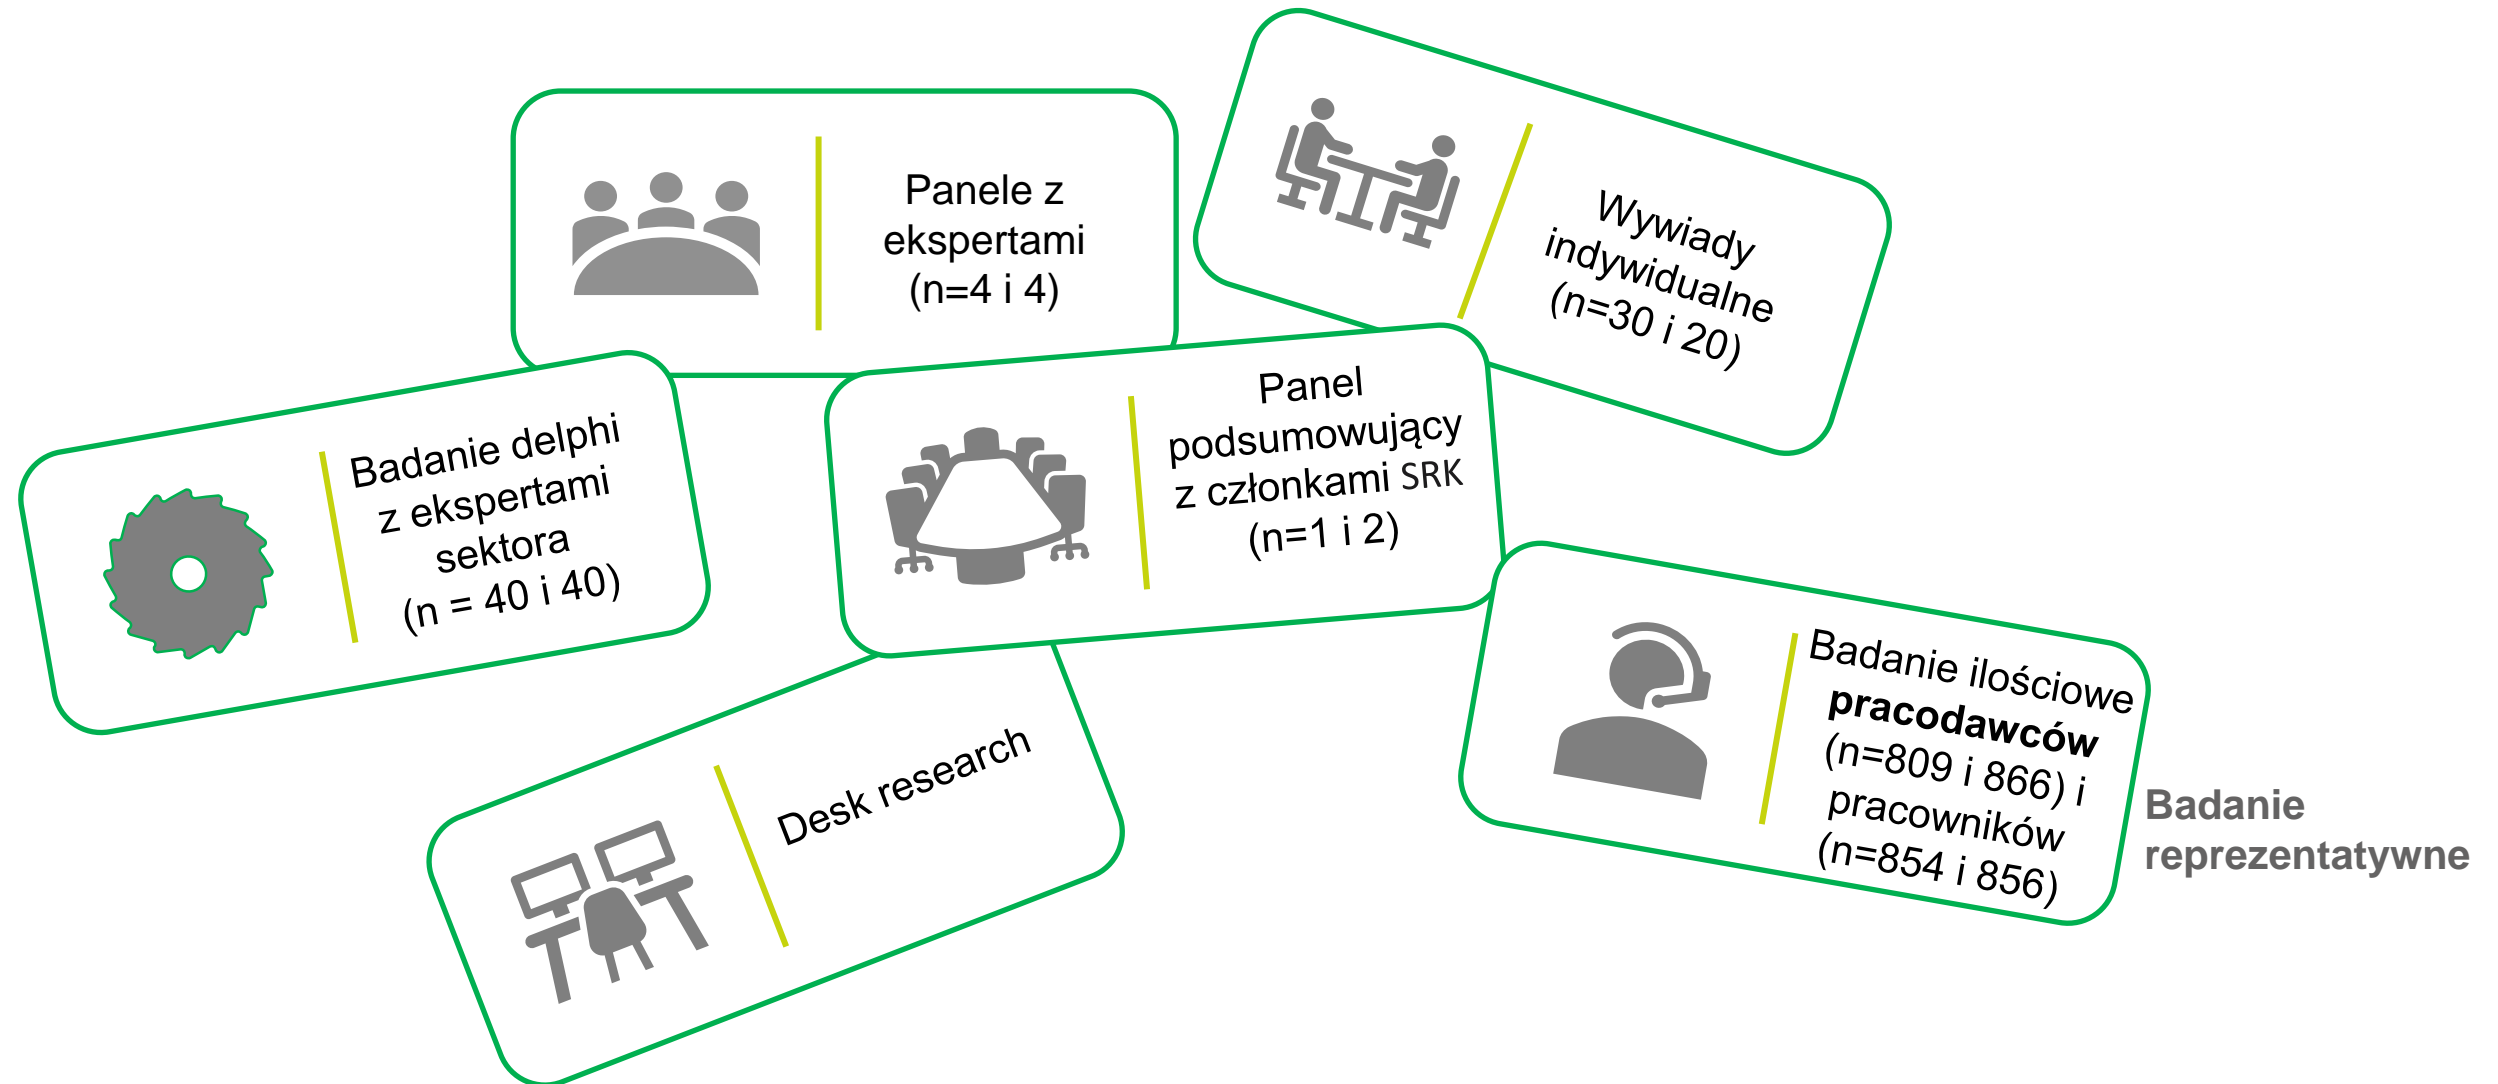 Panele z
ekspertami
(n=4 i 4)
Wywiady
indywidualne
(n=30 i 20)
Badanie delphi
z ekspertami
sektora
(n = 40 i 40)
Panel
podsumowujący
z członkami SRK
(n=1 i 2)
Desk research
Badanie ilościowe
pracodawców
(n=809 i 866) i
pracowników
(n=854 i 856)
Badanie
reprezentatywne